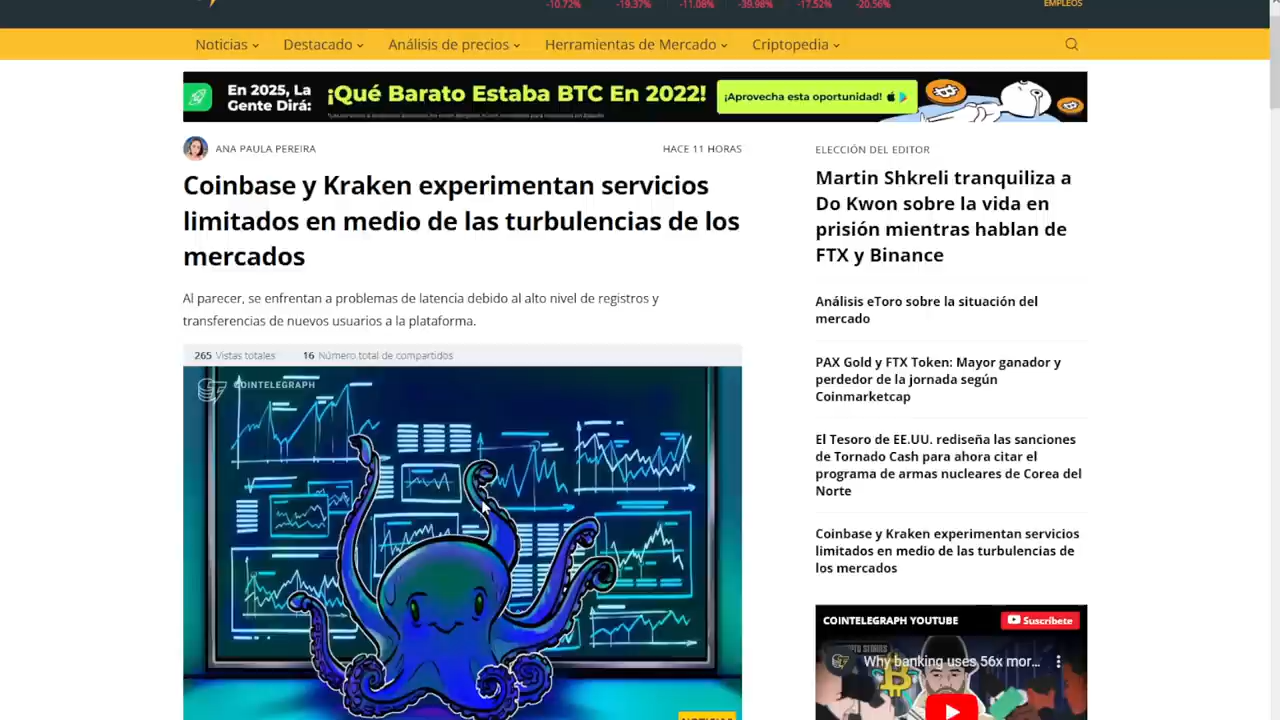 -10.72% -19.37% -11.08% -39.98% -17.52% -20.56%
EMPLEOS
Noticias Destacado Análisis de precios Herramientas de Mercado Criptopedia
En 2025, La
Gente Dirá:
¡Qué Barato Estaba BTC En 2022!
¡Aprovecha esta oportunidad!
ANA PAULA PEREIRA
HACE 11 HORAS
Coinbase y Kraken experimentan servicios
limitados en medio de las turbulencias de los
mercados
Al parecer, se enfrentan a problemas de latencia debido al alto nivel de registros y
transferencias de nuevos usuarios a la plataforma.
265 Vistas totales 16 Número total de compartidos
COINTELEGRAPH
NOTICIAS
ELECCIÓN DEL EDITOR
Martin Shkreli tranquiliza a
Do Kwon sobre la vida en
prisión mientras hablan de
FTX y Binance
Análisis eToro sobre la situación del
mercado
PAX Gold y FTX Token: Mayor ganador y
perdedor de la jornada según
Coinmarketcap
El Tesoro de EE.UU. rediseña las sanciones
de Tornado Cash para ahora citar el
programa de armas nucleares de Corea del
Norte
Coinbase y Kraken experimentan servicios
limitados en medio de las turbulencias de
los mercados
COINTELEGRAPH YOUTUBE
Suscríbete
Why banking uses 56x mor...